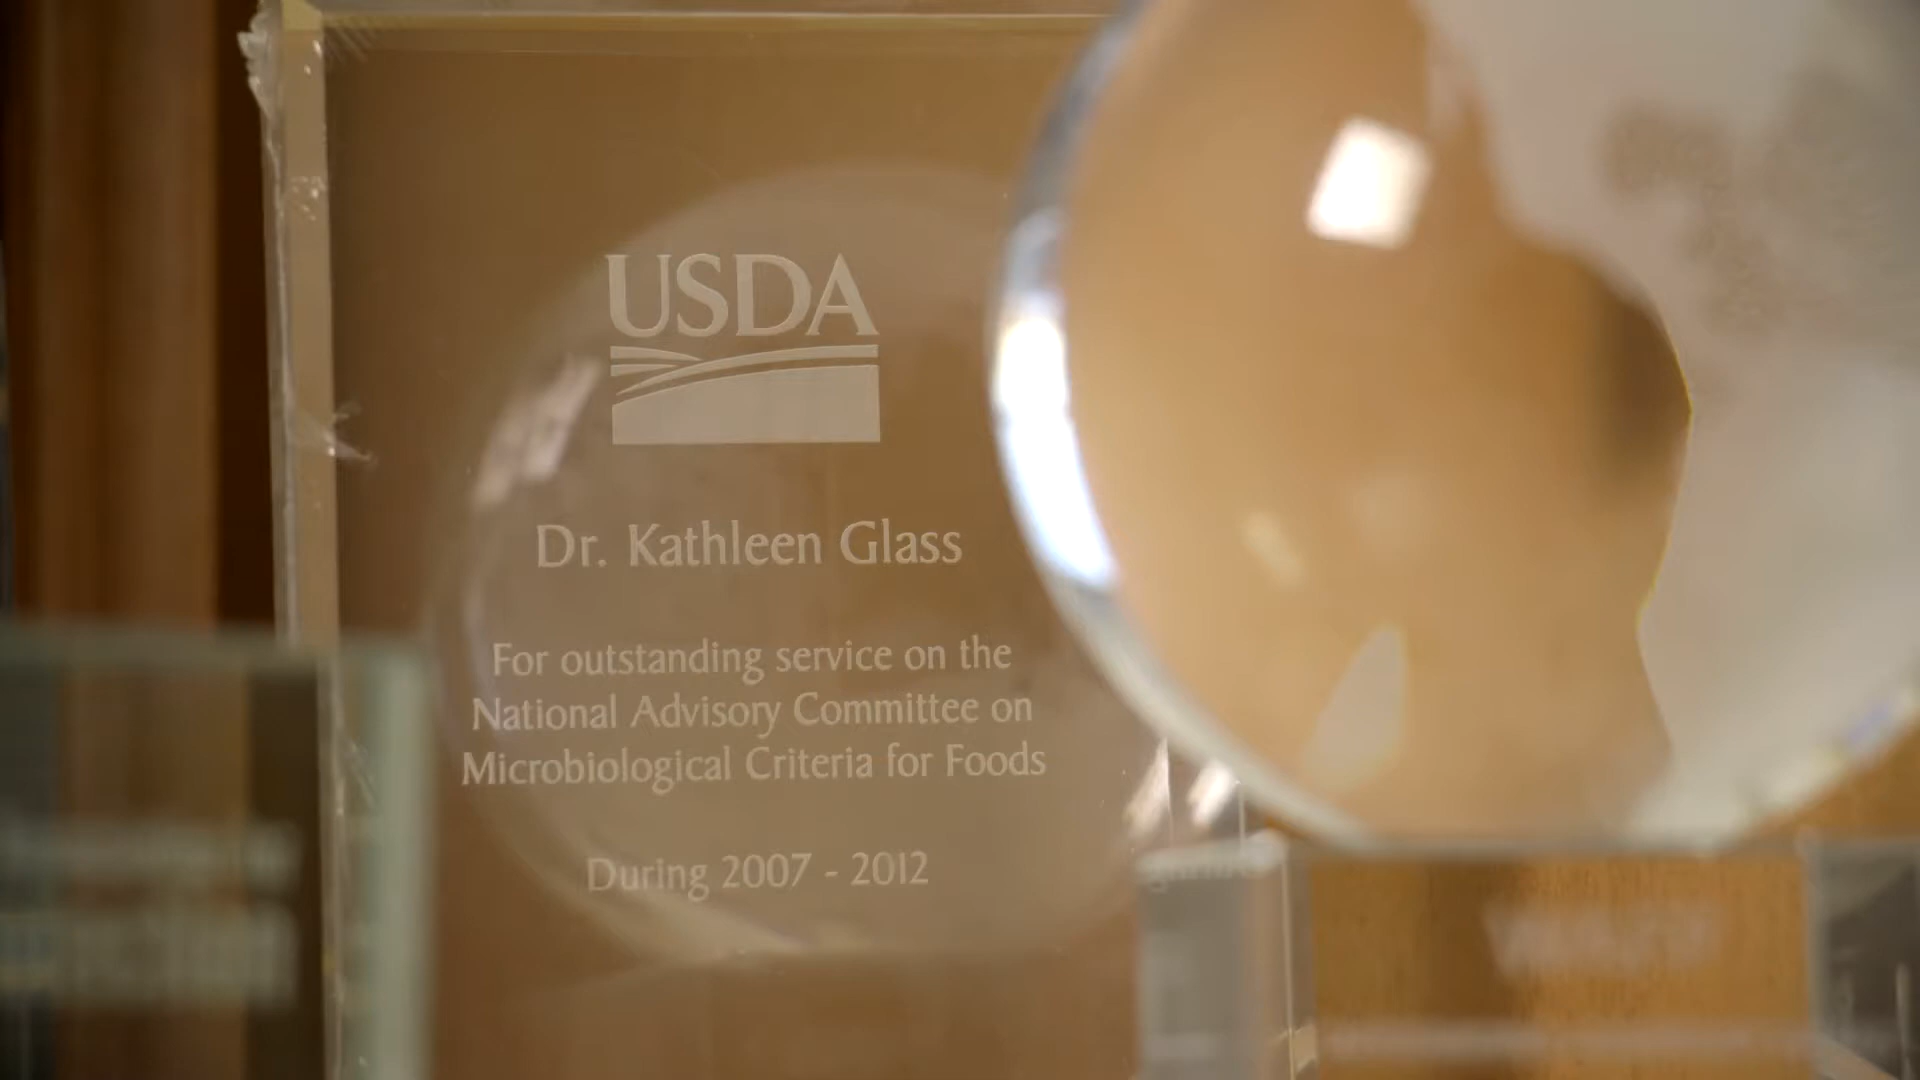 USDA
Dr. Kathleen Glass
For outstanding service on the
National Advisory Committee on
Microbiological Criteria for Foods
During 2007 - 2012